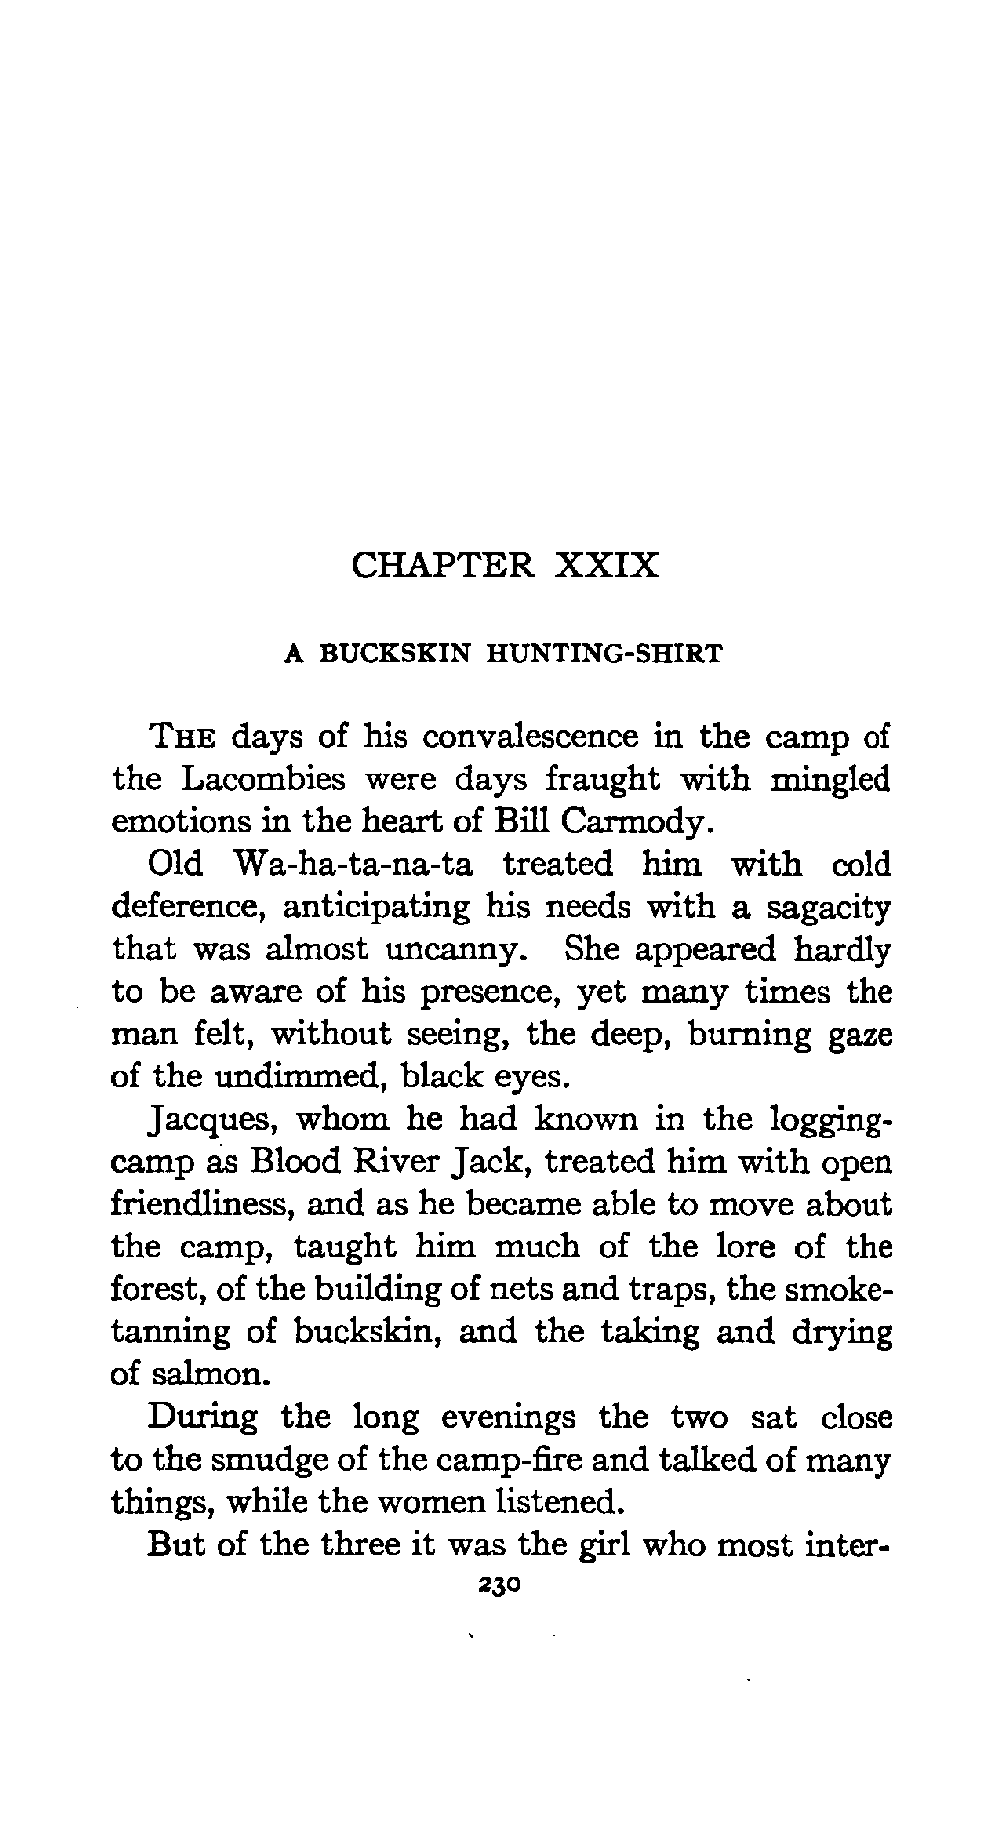 CHAPTER XXIX
A BUCKSKIN HUNTING-SHIRT
THE days of his convalescence in the camp of
the Lacombies were days fraught with mingled
emotions in the heart of Bill Carmody.
Old Wa-ha-ta-na-ta treated him with cold
deference, anticipating his needs with a sagacity
that was almost uncanny. She appeared hardly
to be aware of his presence, yet many times the
man felt, without seeing, the deep, burning gaze
of the undimmed, black eyes.
Jacques, whom he had known in the logging-
camp as Blood River Jack, treated him with open
friendliness, and as he became able to move about
the camp, taught him much of the lore of the
forest, of the building of nets and traps, the smoke-
tanning of buckskin, and the taking and drying
of salmon.
During the long evenings the two sat close
to the smudge of the camp-fire and talked of many
things, while the women listened.
But of the three it was the girl who most inter-
230